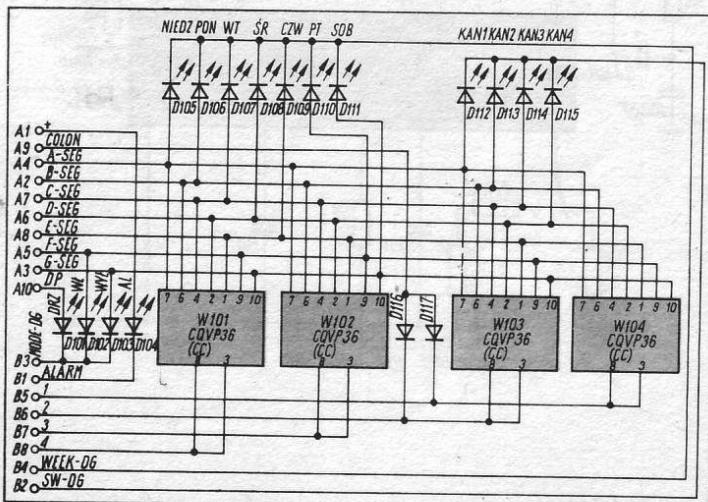 NIEDZ PON WT ŚR CZW PT SOB
KAN1 KAN2 KAN3 KAN4
D105 D106 D107 D108 D109 D110 D111
D112 D113 D114 D115
A1 +
A9 COLON
A4 A-SEG
A2 B-SEG
A7 C-SEG
A6 D-SEG
A8 E-SEG
A5 F-SEG
A3 G-SEG
A10 DP
DRZ WŁ WYŁ AL
D101 D102 D103 D104
7 6 4 2 1 9 10
W101
CQVP36
(CC)
8 3
7 6 4 2 1 9 10
W102
CQVP36
(CC)
8 3
D116 D117
7 6 4 2 1 9 10
W103
CQVP36
(CC)
8 3
7 6 4 2 1 9 10
W104
CQVP36
(CC)
8 3
B3 MODE-DG
B1 ALARM
B5 1
B6 2
B7 3
B8 4
B4 WEEK-DG
B2 SW-DG